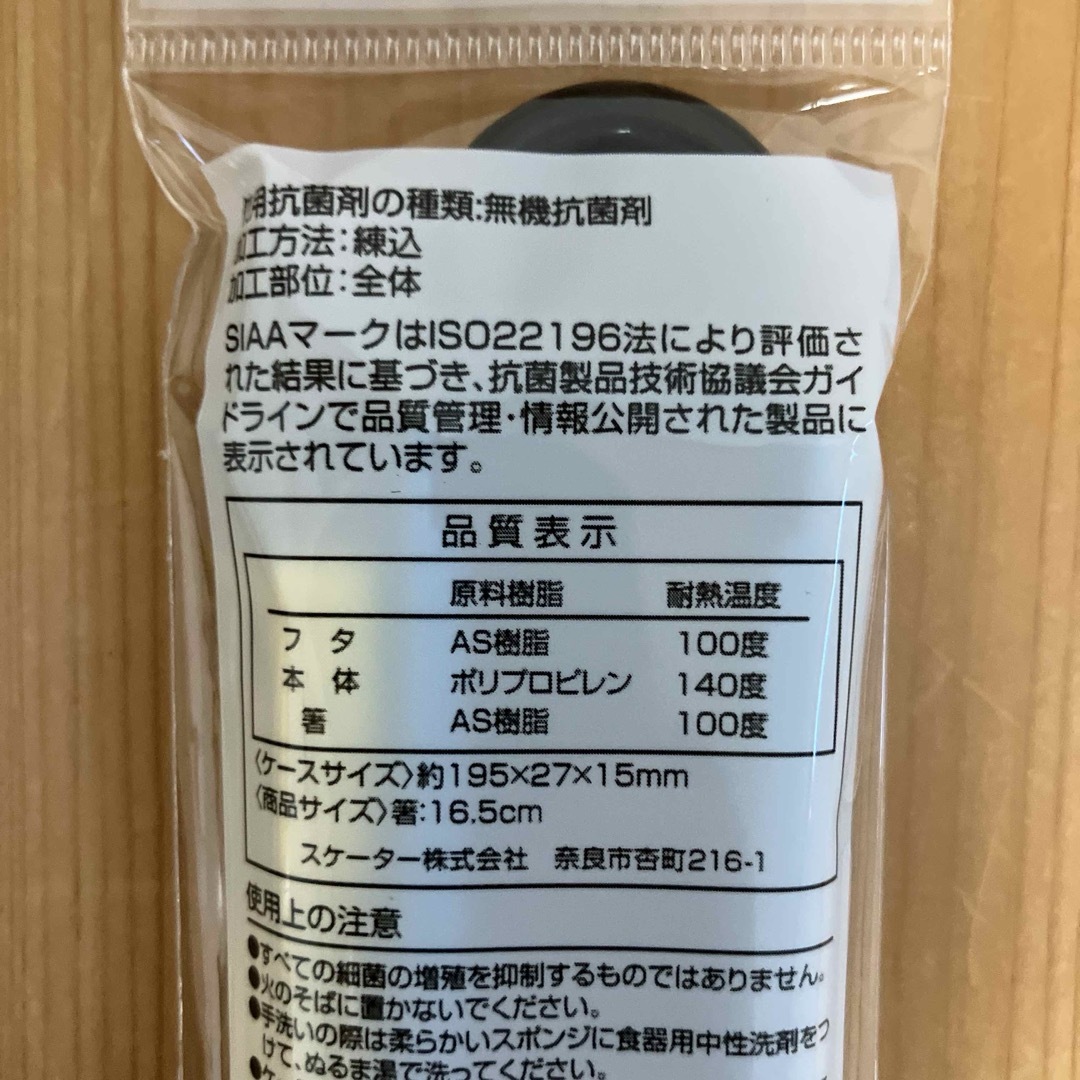 用抗菌剤の種類:無機抗菌剤
加工方法:練込
加工部位:全体
SIAAマークはISO22196法により評価さ
れた結果に基づき、抗菌製品技術協議会ガイ
ドラインで品質管理・情報公開された製品に
表示されています。
品質表示
原料樹脂 耐熱温度
フタ AS樹脂 100度
本体 ポリプロピレン 140度
箸 AS樹脂 100度
〈ケースサイズ〉約195×27×15mm
〈商品サイズ〉箸:16.5cm
スケーター株式会社 奈良市杏町216-1
使用上の注意
●すべての細菌の増殖を抑制するものではありません。
●火のそばに置かないでください。
●手洗いの際は柔らかいスポンジに食器用中性洗剤をつ
けて、ぬるま湯で洗ってください。